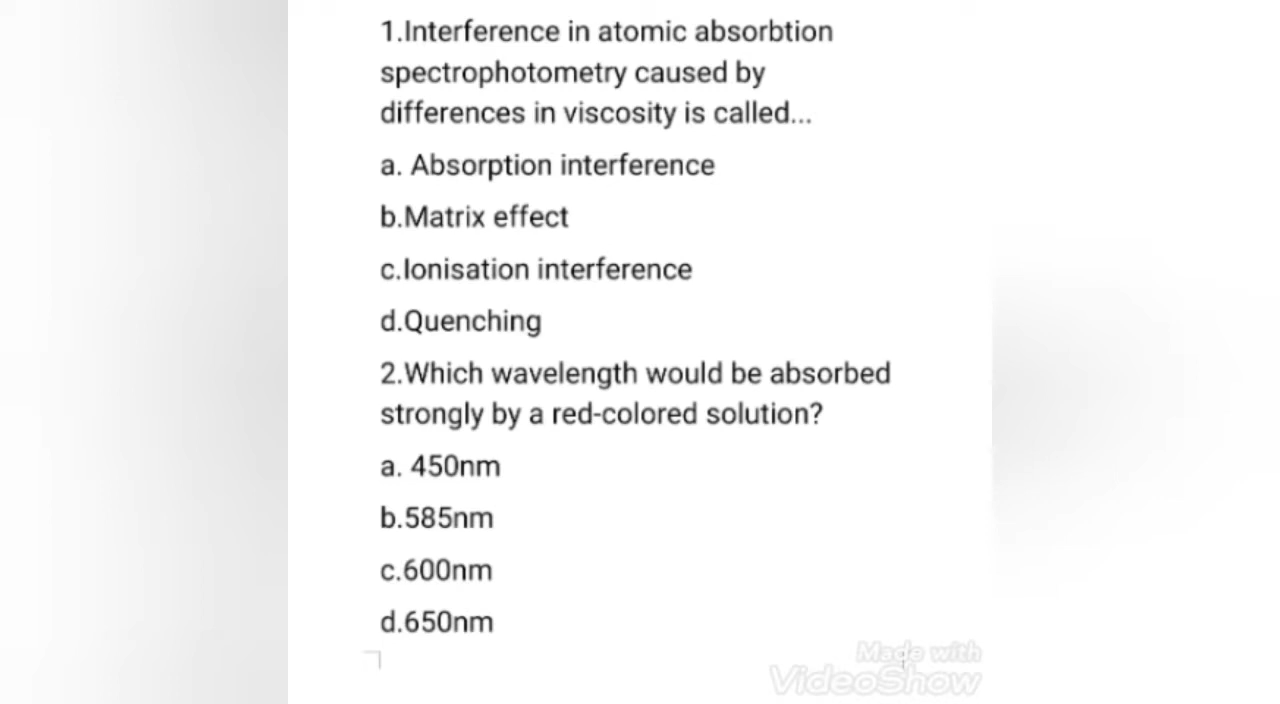 1.Interference in atomic absorbtion
spectrophotometry caused by
differences in viscosity is called...
a. Absorption interference
b.Matrix effect
c.Ionisation interference
d.Quenching
2.Which wavelength would be absorbed
strongly by a red-colored solution?
a. 450nm
b.585nm
c.600nm
d.650nm
Made with
VideoShow